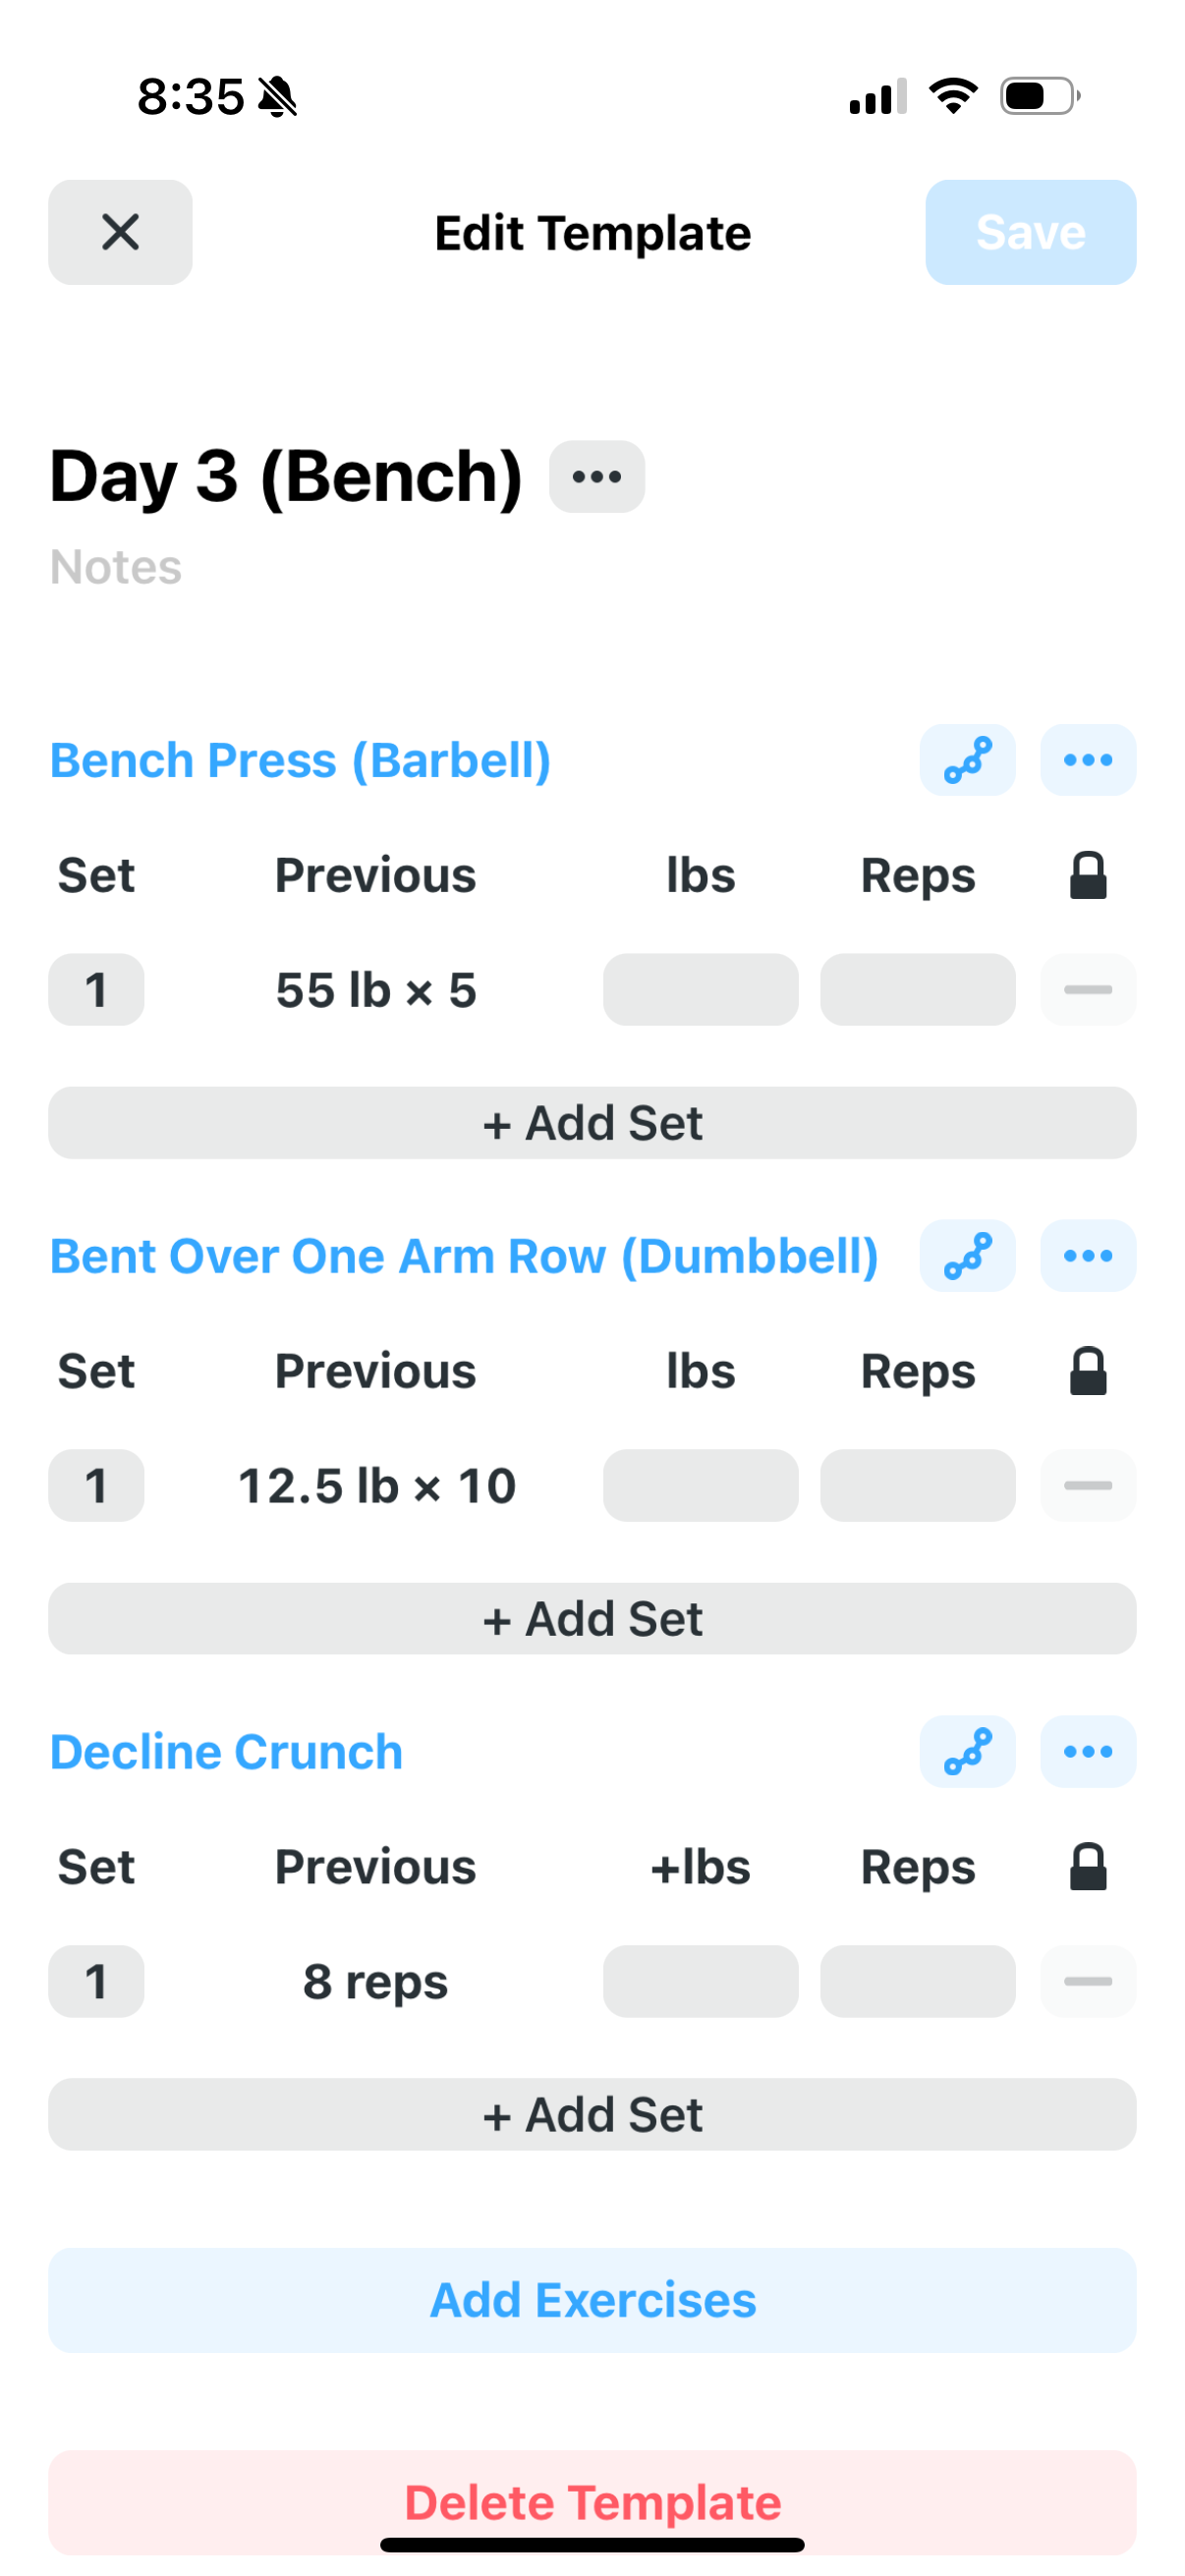 8:35
Edit Template
Save
Day 3 (Bench)
Notes
Bench Press (Barbell)
Set Previous lbs Reps
1 55 lb × 5
+ Add Set
Bent Over One Arm Row (Dumbbell)
Set Previous lbs Reps
1 12.5 lb × 10
+ Add Set
Decline Crunch
Set Previous +lbs Reps
1 8 reps
+ Add Set
Add Exercises
Delete Template